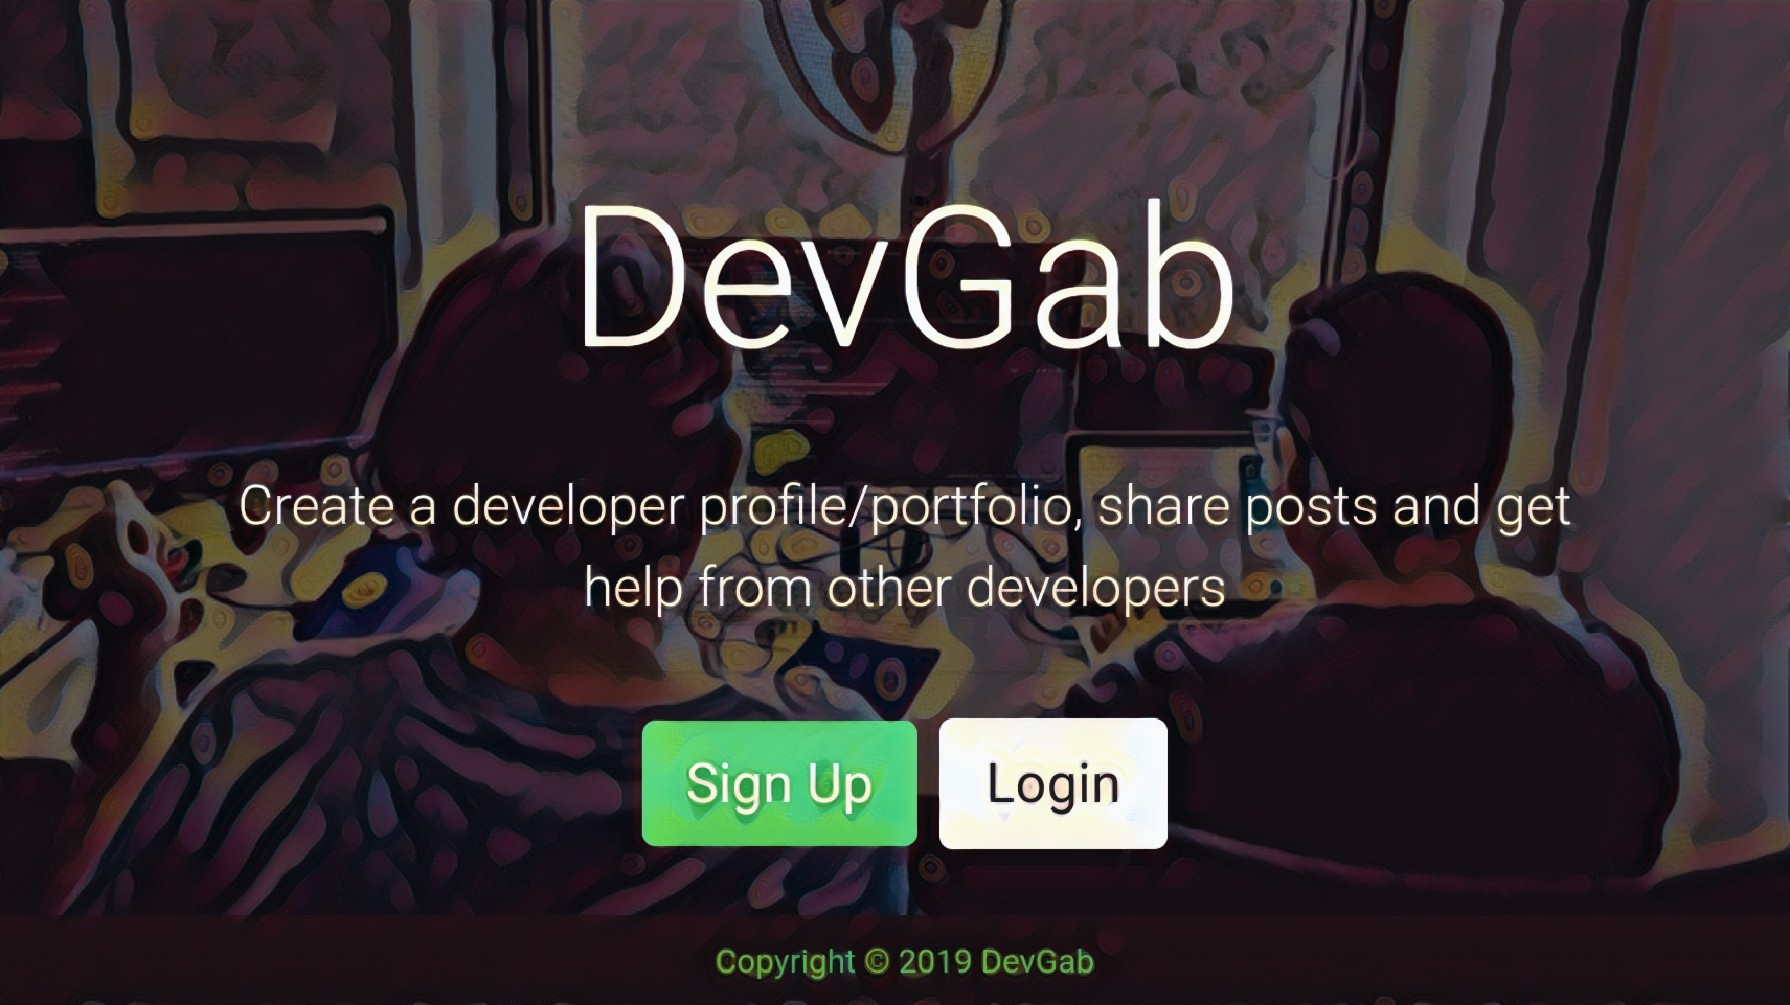 DevGab
Create a developer profile/portfolio, share posts and get
help from other developers
Sign Up
Login
Copyright © 2019 DevGab